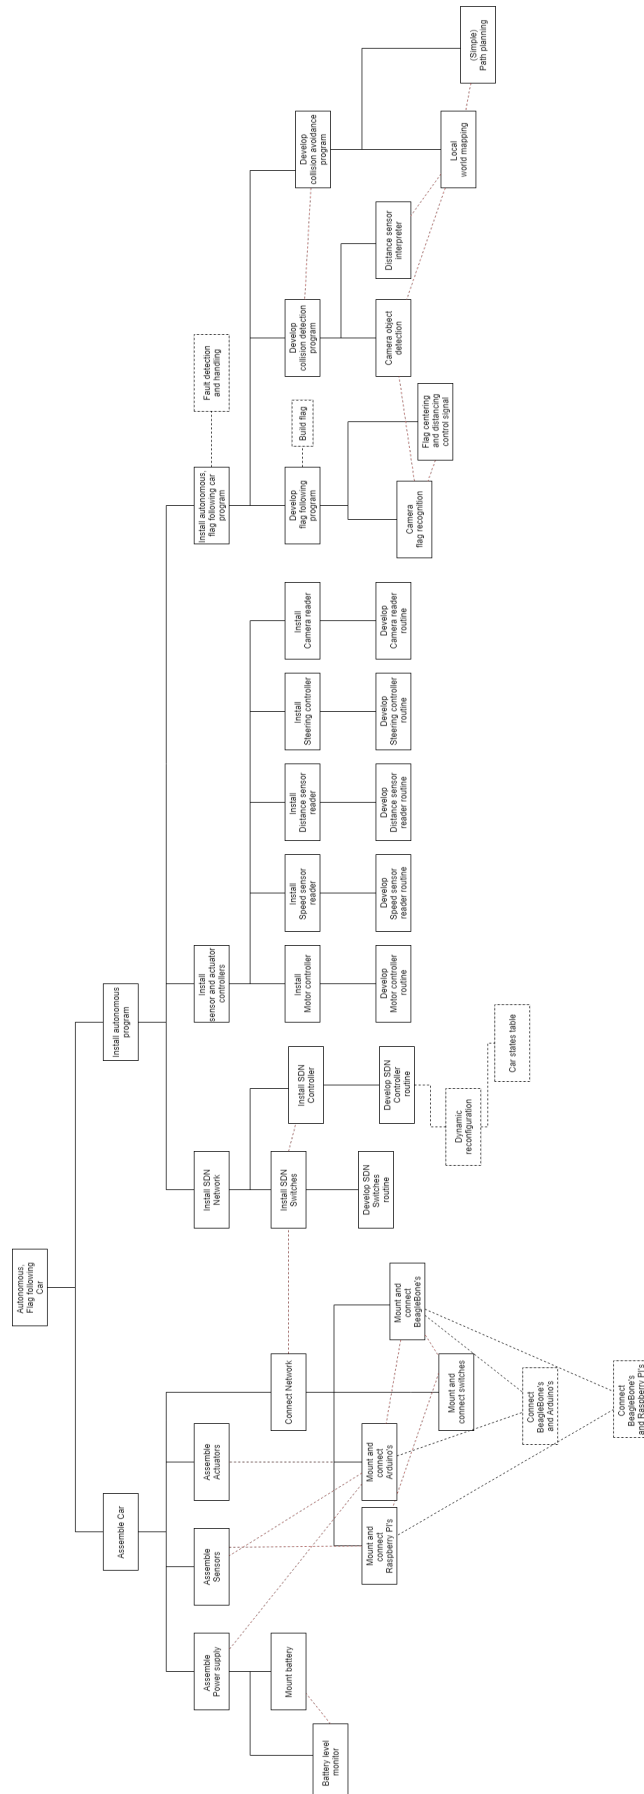 Autonomous,
Flag following
Car
Assemble Car
Install autonomous
program
Assemble
Power supply
Assemble
Sensors
Assemble
Actuators
Install SDN
Network
Install
sensor and actuator
controllers
Install autonomous,
flag following car
program
Fault detection
and handling
Battery level
monitor
Mount battery
Connect Network
Install SDN
Switches
Install SDN
Controller
Install
Motor controller
Install
Speed sensor
reader
Install
Distance sensor
reader
Install
Steering controller
Install
Camera reader
Develop
flag following
program
Build flag
Develop
collision detection
program
Develop
collision avoidance
program
Mount and
connect
Raspberry PI's
Mount and
connect
Arduino's
Mount and
connect switches
Mount and
connect
BeagleBone's
Develop SDN
Switches
routine
Develop SDN
Controller
routine
Develop
Motor controller
routine
Develop
Speed sensor
reader routine
Develop
Distance sensor
reader routine
Develop
Steering controller
routine
Develop
Camera reader
routine
Camera
flag recognition
Flag centering
and distancing
control signal
Camera object
detection
Distance sensor
interpreter
Local
world mapping
(Simple)
Path planning
Dynamic
reconfiguration
Car states table
Connect
BeagleBone's
and Arduino's
Connect
BeagleBone's
and Raspberry PI's